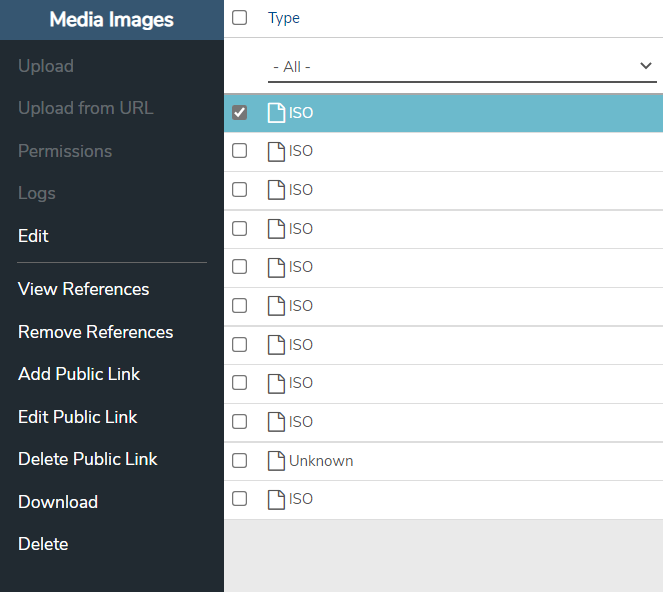 Media Images
Upload
Upload from URL
Permissions
Logs
Edit
View References
Remove References
Add Public Link
Edit Public Link
Delete Public Link
Download
Delete
Type
- All -
ISO
ISO
ISO
ISO
ISO
ISO
ISO
ISO
ISO
Unknown
ISO